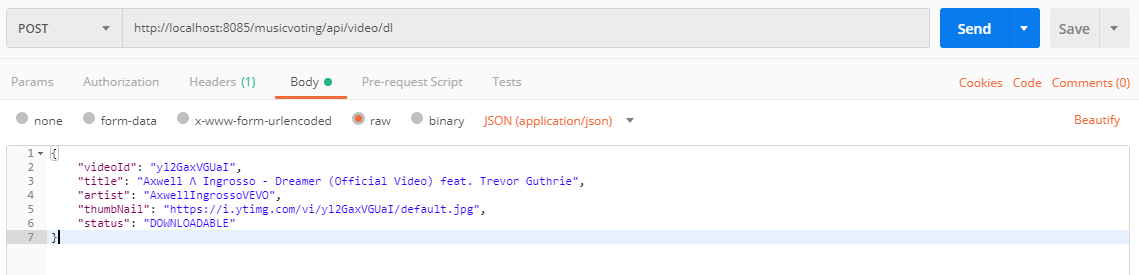 POST http://localhost:8085/musicvoting/api/video/dl Send Save
Params Authorization Headers (1) Body Pre-request Script Tests Cookies Code Comments (0)
none form-data x-www-form-urlencoded raw binary JSON (application/json) Beautify
1 {
2 "videoId": "yl2GaxVGUaI",
3 "title": "Axwell Λ Ingrosso - Dreamer (Official Video) feat. Trevor Guthrie",
4 "artist": "AxwellIngrossoVEVO",
5 "thumbNail": "https://i.ytimg.com/vi/yl2GaxVGUaI/default.jpg",
6 "status": "DOWNLOADABLE"
7 }